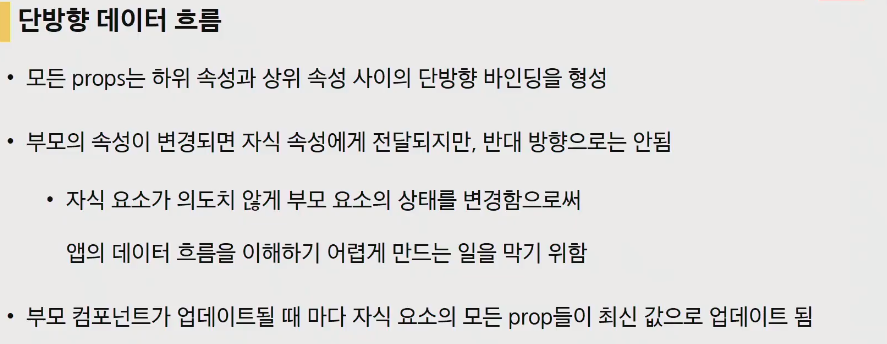 단방향 데이터 흐름
• 모든 props는 하위 속성과 상위 속성 사이의 단방향 바인딩을 형성
• 부모의 속성이 변경되면 자식 속성에게 전달되지만, 반대 방향으로는 안됨
• 자식 요소가 의도치 않게 부모 요소의 상태를 변경함으로써
앱의 데이터 흐름을 이해하기 어렵게 만드는 일을 막기 위함
• 부모 컴포넌트가 업데이트될 때 마다 자식 요소의 모든 prop들이 최신 값으로 업데이트 됨